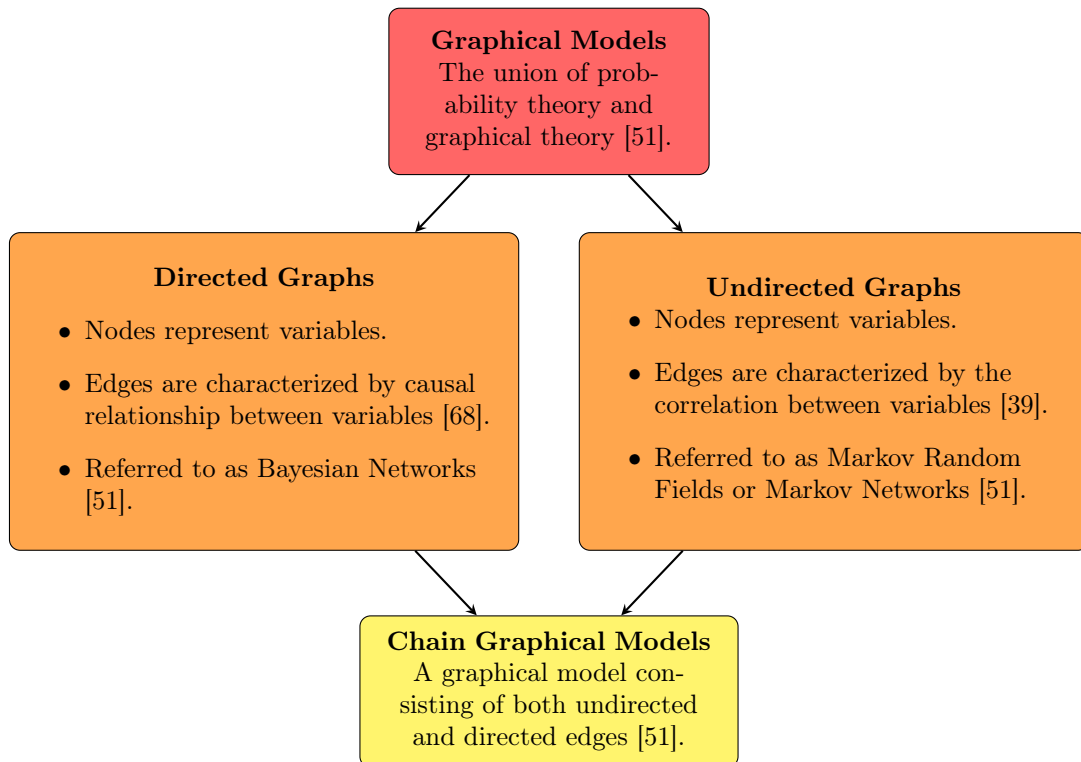 Graphical Models
The union of prob-
ability theory and
graphical theory [51].
Directed Graphs
• Nodes represent variables.
• Edges are characterized by causal
relationship between variables [68].
• Referred to as Bayesian Networks
[51].
Undirected Graphs
• Nodes represent variables.
• Edges are characterized by the
correlation between variables [39].
• Referred to as Markov Random
Fields or Markov Networks [51].
Chain Graphical Models
A graphical model con-
sisting of both undirected
and directed edges [51].